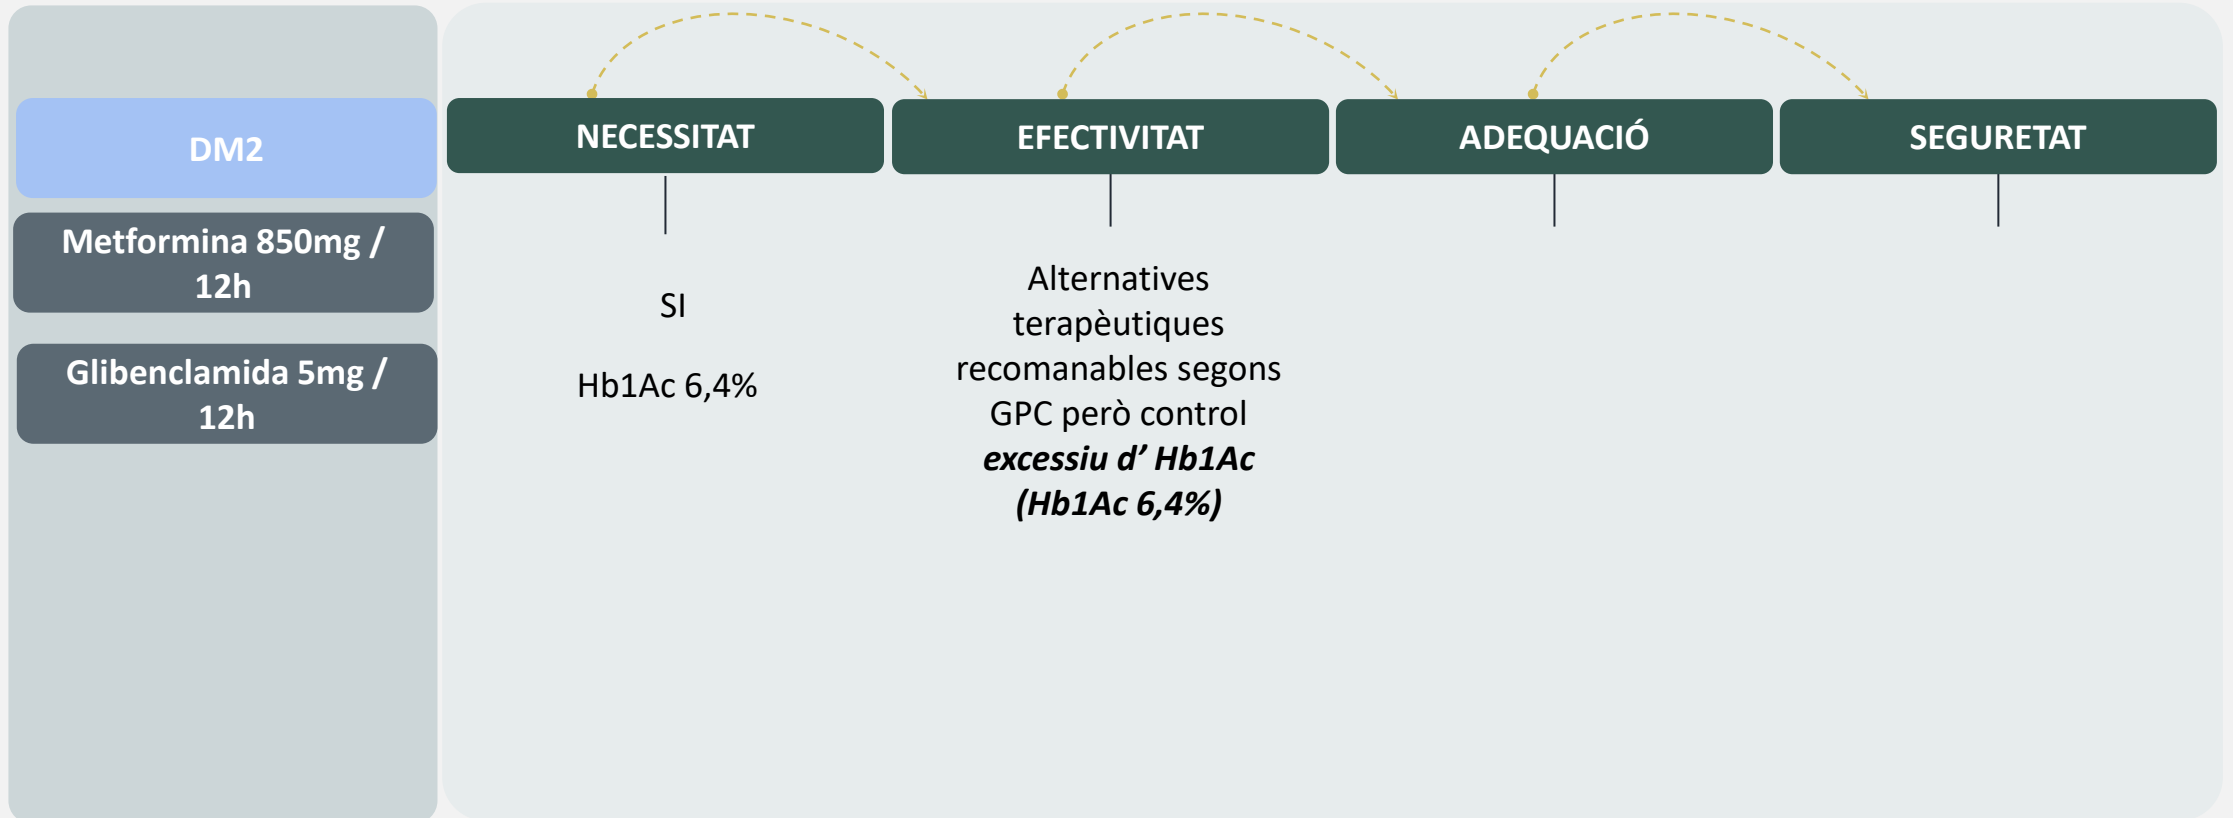 DM2
Metformina 850mg /
12h
Glibenclamida 5mg /
12h
NECESSITAT
SI
Hb1Ac 6,4%
EFECTIVITAT
Alternatives
terapèutiques
recomanables segons
GPC però control
excessiu d’ Hb1Ac
(Hb1Ac 6,4%)
ADEQUACIÓ
SEGURETAT